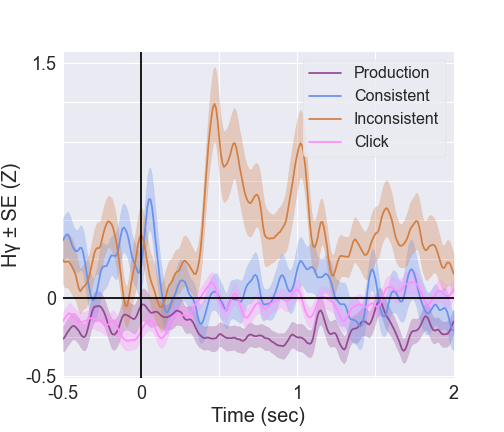 Production
Consistent
Inconsistent
Click
Hγ ± SE (Z)
1.5
0
-0.5
-0.5 0 1 2
Time (sec)